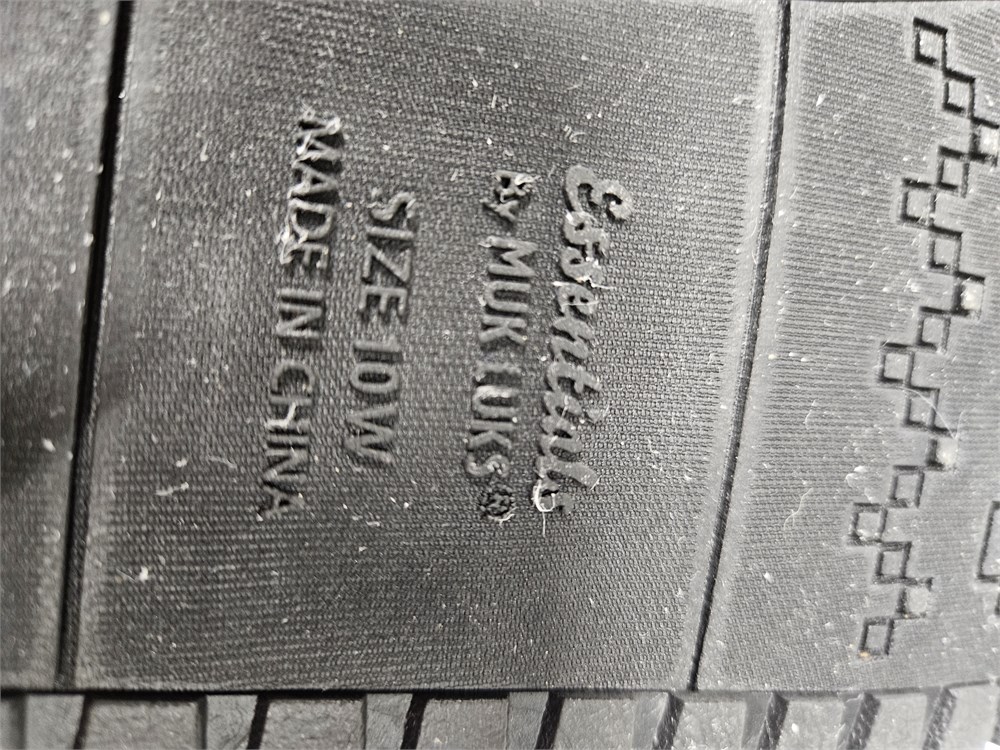 Essentials
By MUK LUKS®
SIZE 10W
MADE IN CHINA